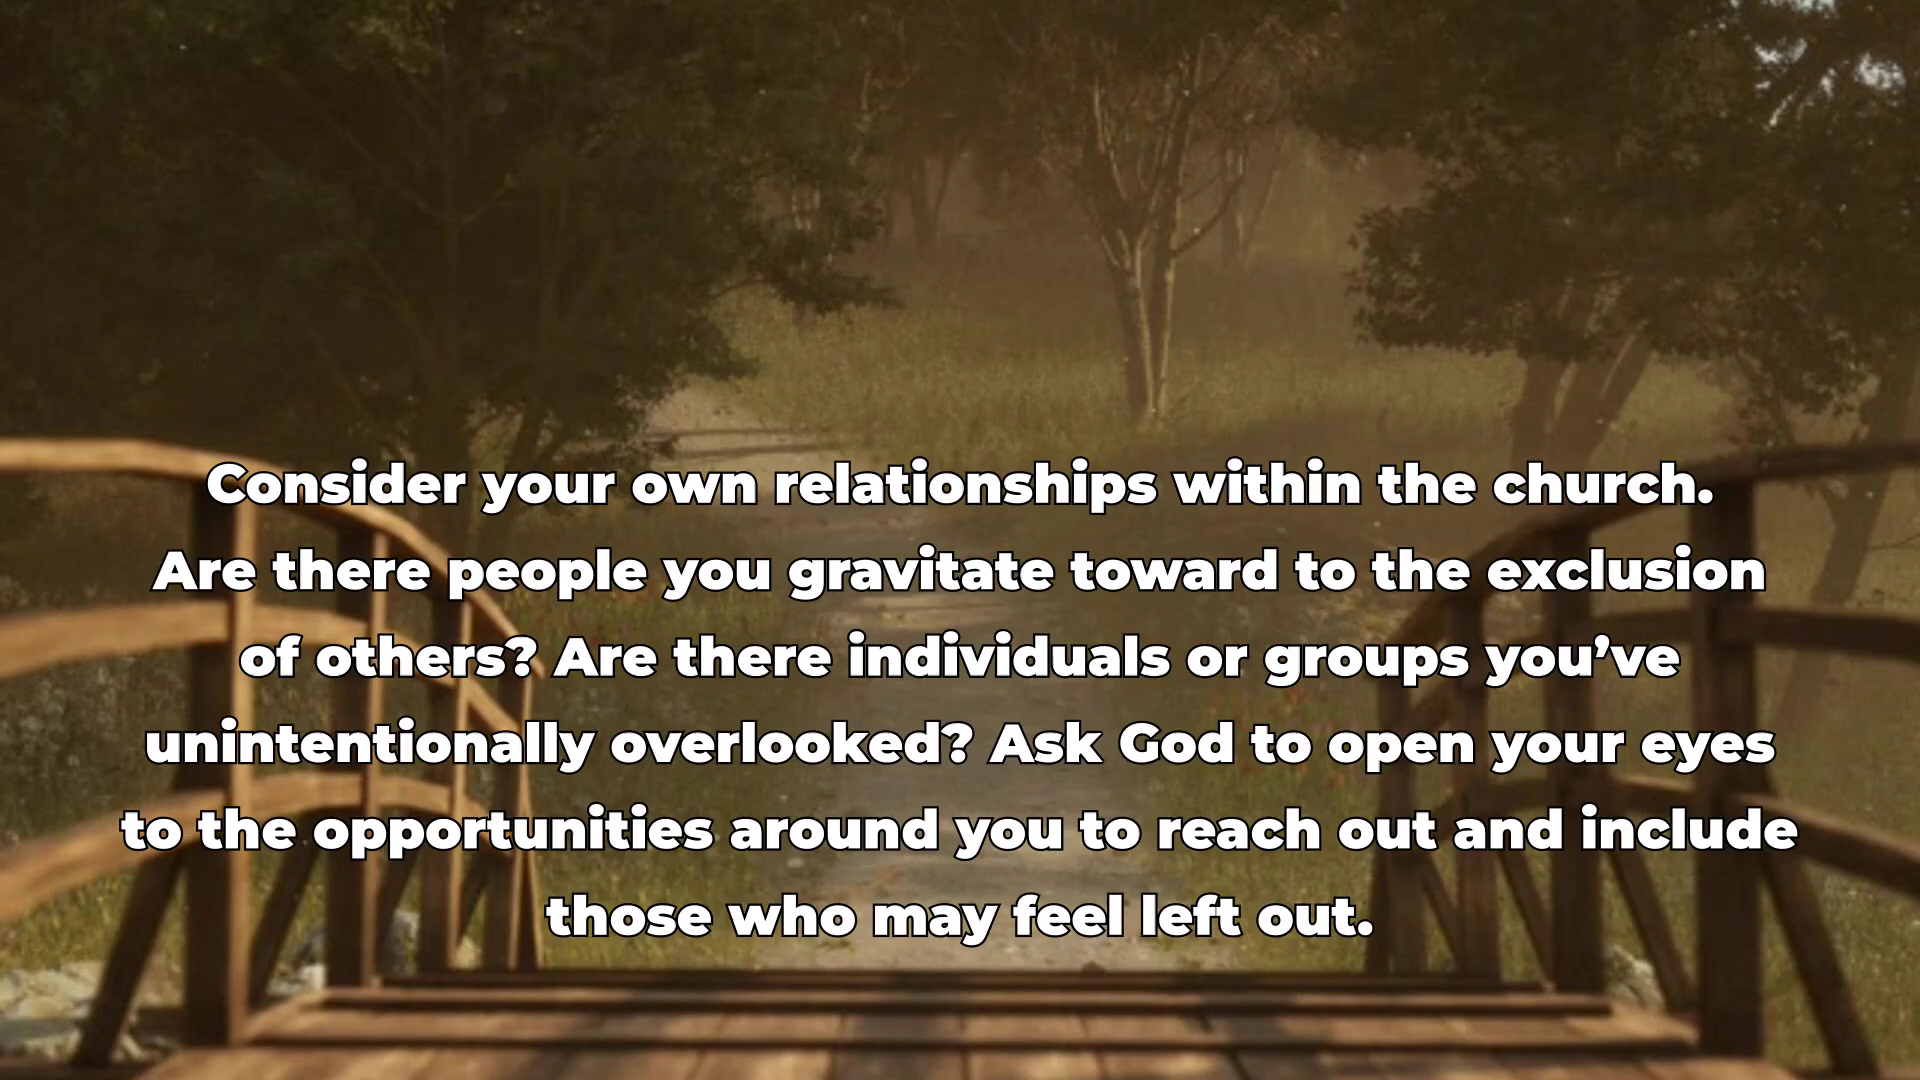 Consider your own relationships within the church.
Are there people you gravitate toward to the exclusion
of others? Are there individuals or groups you’ve
unintentionally overlooked? Ask God to open your eyes
to the opportunities around you to reach out and include
those who may feel left out.